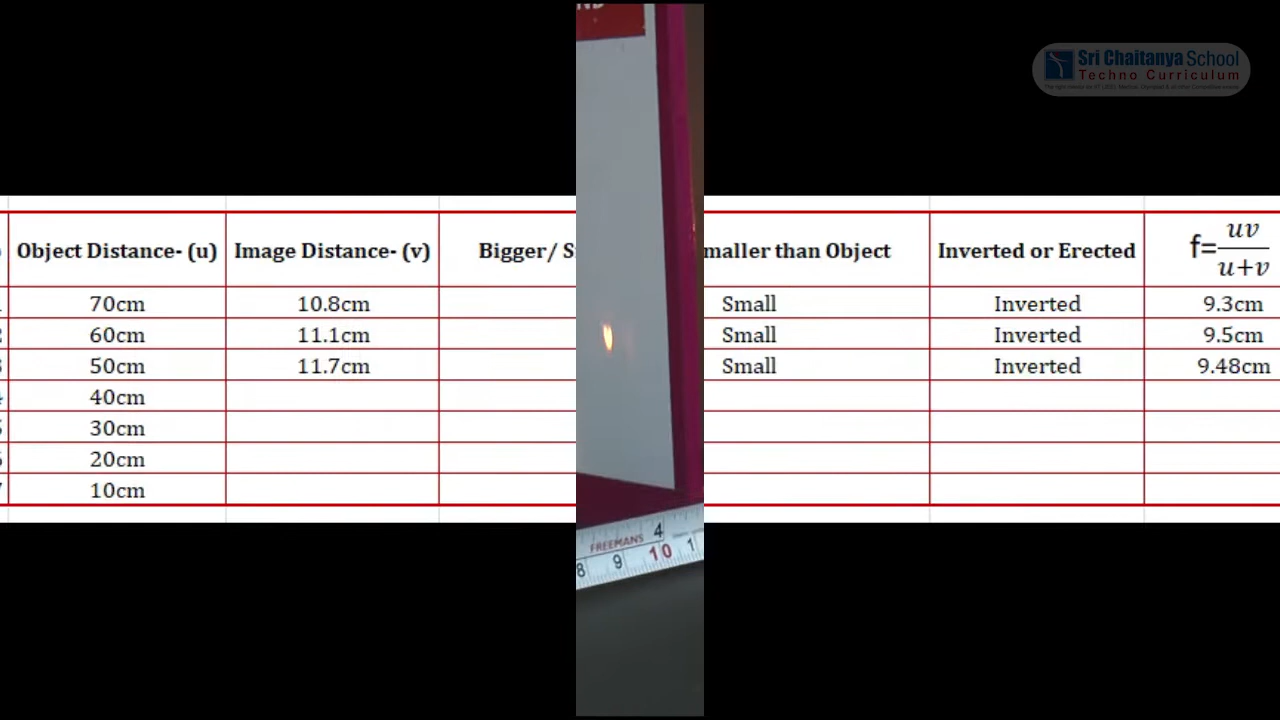 ND
Sri Chaitanya School
Techno Curriculum
Object Distance- (u) Image Distance- (v) Bigger/ S maller than Object Inverted or Erected f=uv/u+v
70cm 10.8cm Small Inverted 9.3cm
60cm 11.1cm Small Inverted 9.5cm
50cm 11.7cm Small Inverted 9.48cm
40cm
30cm
20cm
10cm
FREEMANS 4
8 9 10 1